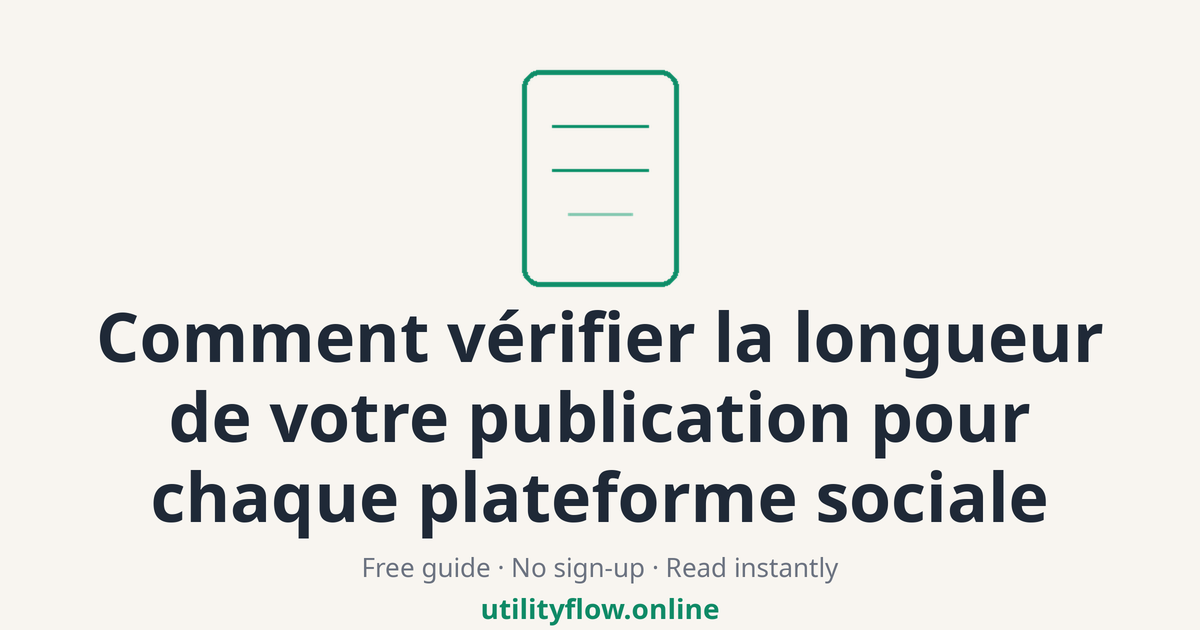 Comment vérifier la longueur
de votre publication pour
chaque plateforme sociale
Free guide · No sign-up · Read instantly
utilityflow.online